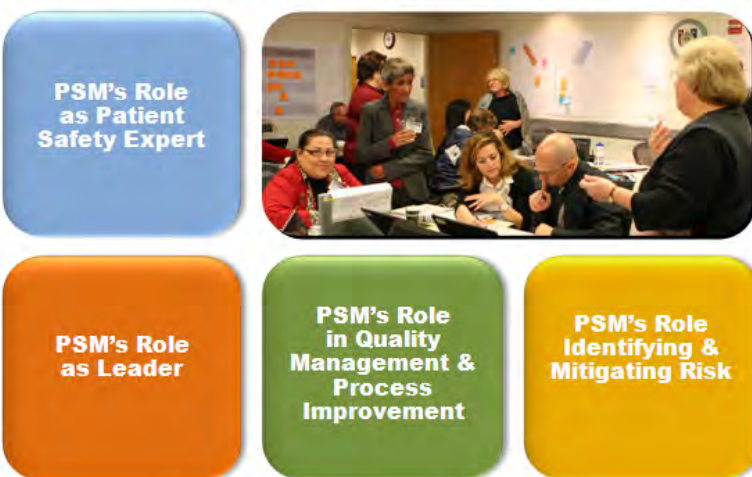 PSM's Role
as Patient
Safety Expert
PSM's Role
as Leader
PSM's Role
in Quality
Management &
Process
Improvement
PSM's Role
Identifying &
Mitigating Risk